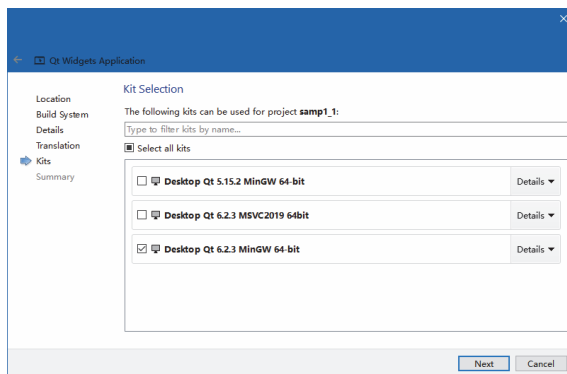 Qt Widgets Application
Location
Build System
Details
Translation
Kits
Summary
Kit Selection
The following kits can be used for project samp1_1:
Type to filter kits by name...
Select all kits
Desktop Qt 5.15.2 MinGW 64-bit
Details
Desktop Qt 6.2.3 MSVC2019 64bit
Details
Desktop Qt 6.2.3 MinGW 64-bit
Details
Next
Cancel